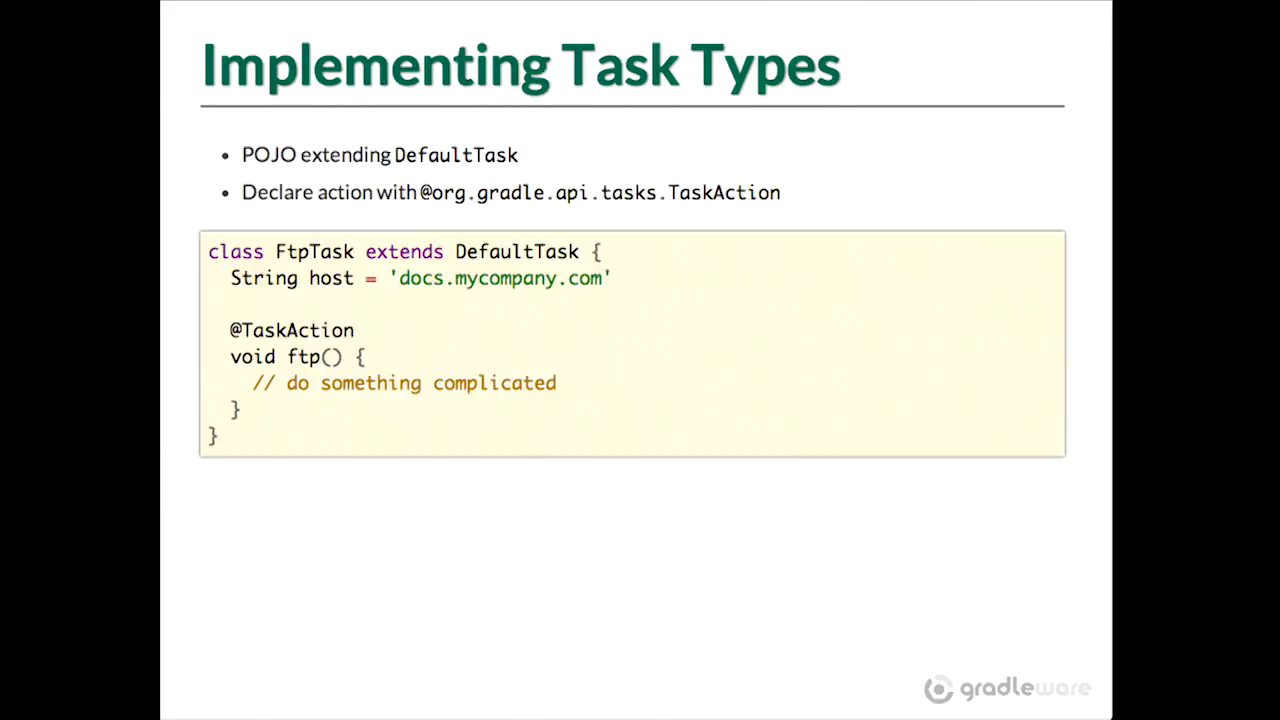 Implementing Task Types
• POJO extending DefaultTask
• Declare action with @org.gradle.api.tasks.TaskAction
class FtpTask extends DefaultTask {
  String host = 'docs.mycompany.com'

  @TaskAction
  void ftp() {
    // do something complicated
  }
}
gradleware